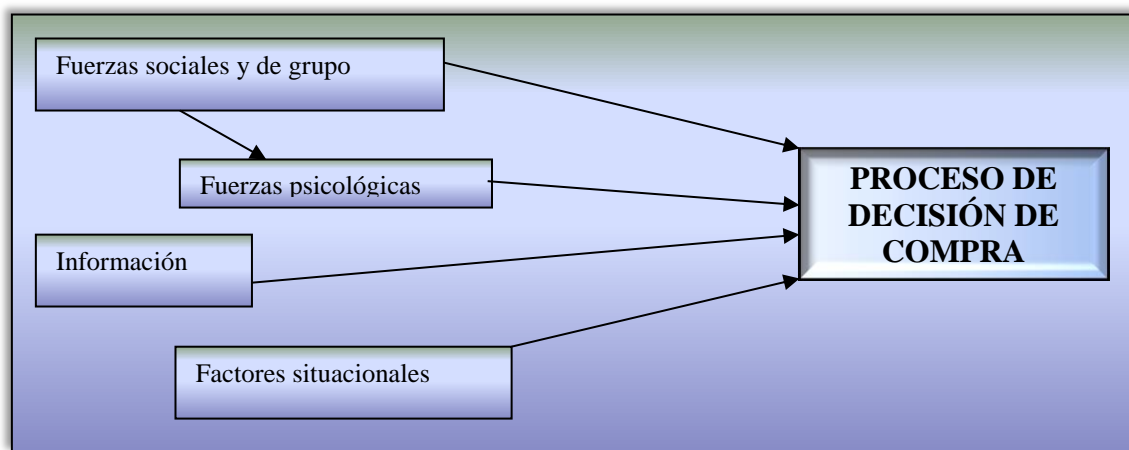 Fuerzas sociales y de grupo
Fuerzas psicológicas
Información
Factores situacionales
PROCESO DE
DECISIÓN DE
COMPRA